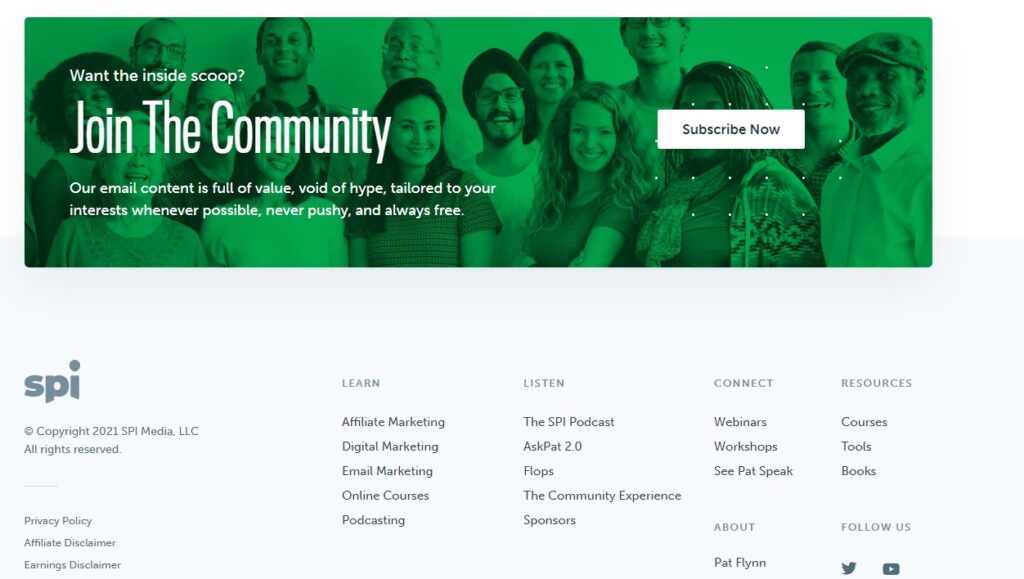 Want the inside scoop?
Join The Community
Our email content is full of value, void of hype, tailored to your
interests whenever possible, never pushy, and always free.
Subscribe Now
spi
© Copyright 2021 SPI Media, LLC
All rights reserved.
Privacy Policy
Affiliate Disclaimer
Earnings Disclaimer
LEARN
Affiliate Marketing
Digital Marketing
Email Marketing
Online Courses
Podcasting
LISTEN
The SPI Podcast
AskPat 2.0
Flops
The Community Experience
Sponsors
CONNECT
Webinars
Workshops
See Pat Speak
ABOUT
Pat Flynn
RESOURCES
Courses
Tools
Books
FOLLOW US